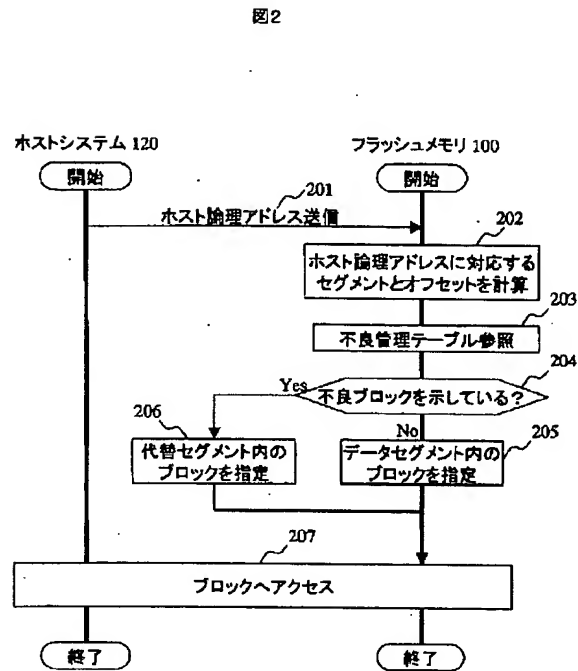 図2
ホストシステム 120
フラッシュメモリ 100
開始
開始
201
ホスト論理アドレス送信
202
ホスト論理アドレスに対応する
セグメントとオフセットを計算
203
不良管理テーブル参照
204
Yes
不良ブロックを示している?
206
No
205
代替セグメント内の
ブロックを指定
データセグメント内の
ブロックを指定
207
ブロックへアクセス
終了
終了